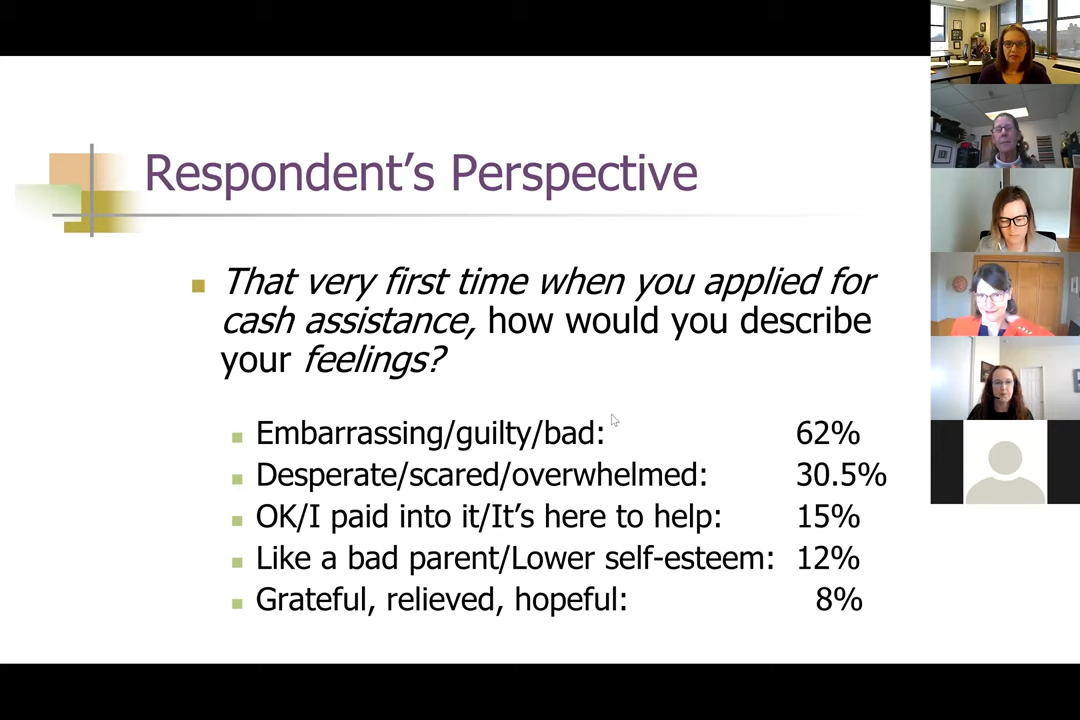 Respondent’s Perspective
That very first time when you applied for
cash assistance, how would you describe
your feelings?
Embarrassing/guilty/bad: 62%
Desperate/scared/overwhelmed: 30.5%
OK/I paid into it/It’s here to help: 15%
Like a bad parent/Lower self-esteem: 12%
Grateful, relieved, hopeful: 8%